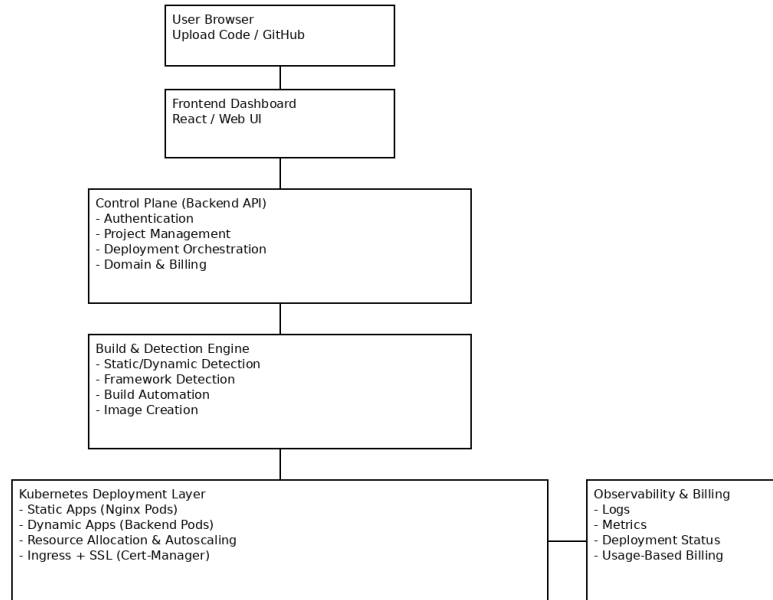 User Browser
Upload Code / GitHub
Frontend Dashboard
React / Web UI
Control Plane (Backend API)
- Authentication
- Project Management
- Deployment Orchestration
- Domain & Billing
Build & Detection Engine
- Static/Dynamic Detection
- Framework Detection
- Build Automation
- Image Creation
Kubernetes Deployment Layer
- Static Apps (Nginx Pods)
- Dynamic Apps (Backend Pods)
- Resource Allocation & Autoscaling
- Ingress + SSL (Cert-Manager)
Observability & Billing
- Logs
- Metrics
- Deployment Status
- Usage-Based Billing